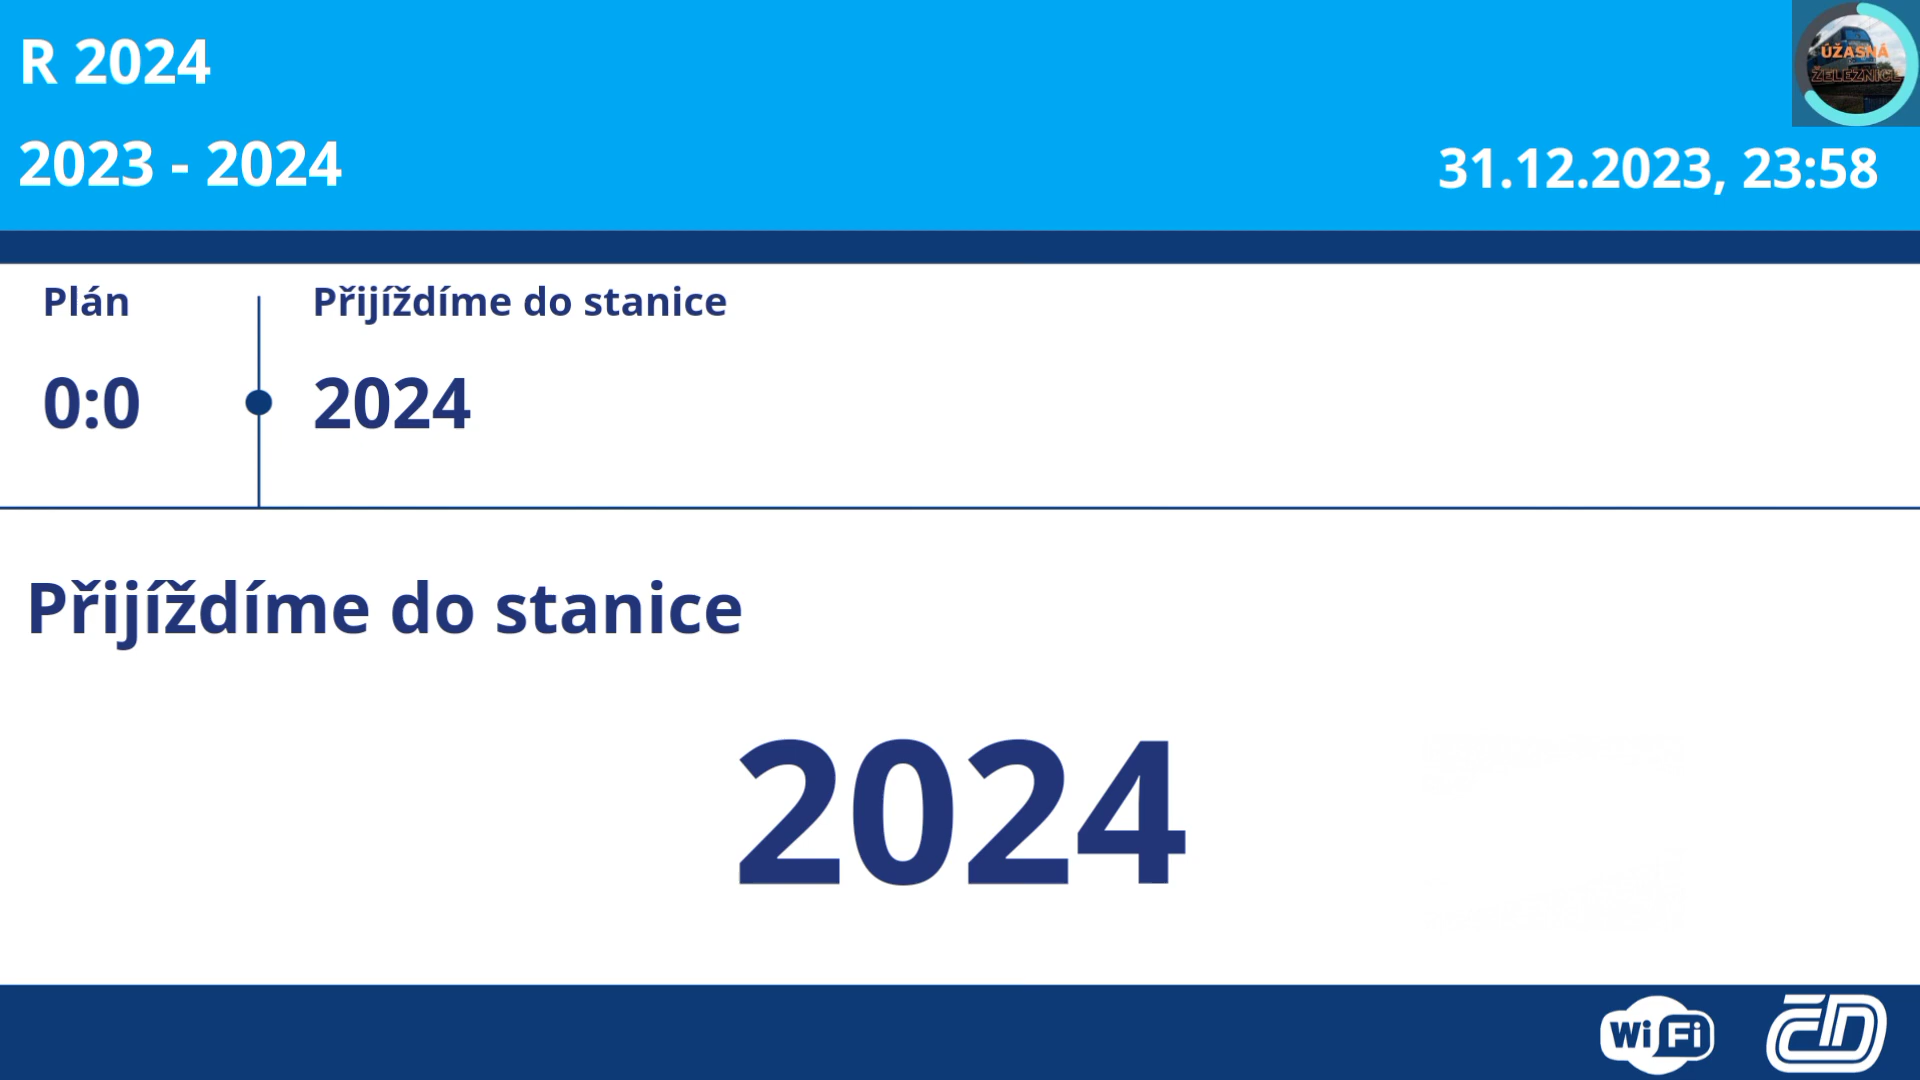 R 2024
ÚŽASNÁ
ŽELEZNICE
2023 - 2024
31.12.2023, 23:58
Plán
Přijíždíme do stanice
0:0
2024
Přijíždíme do stanice
2024
WiFi
ČD